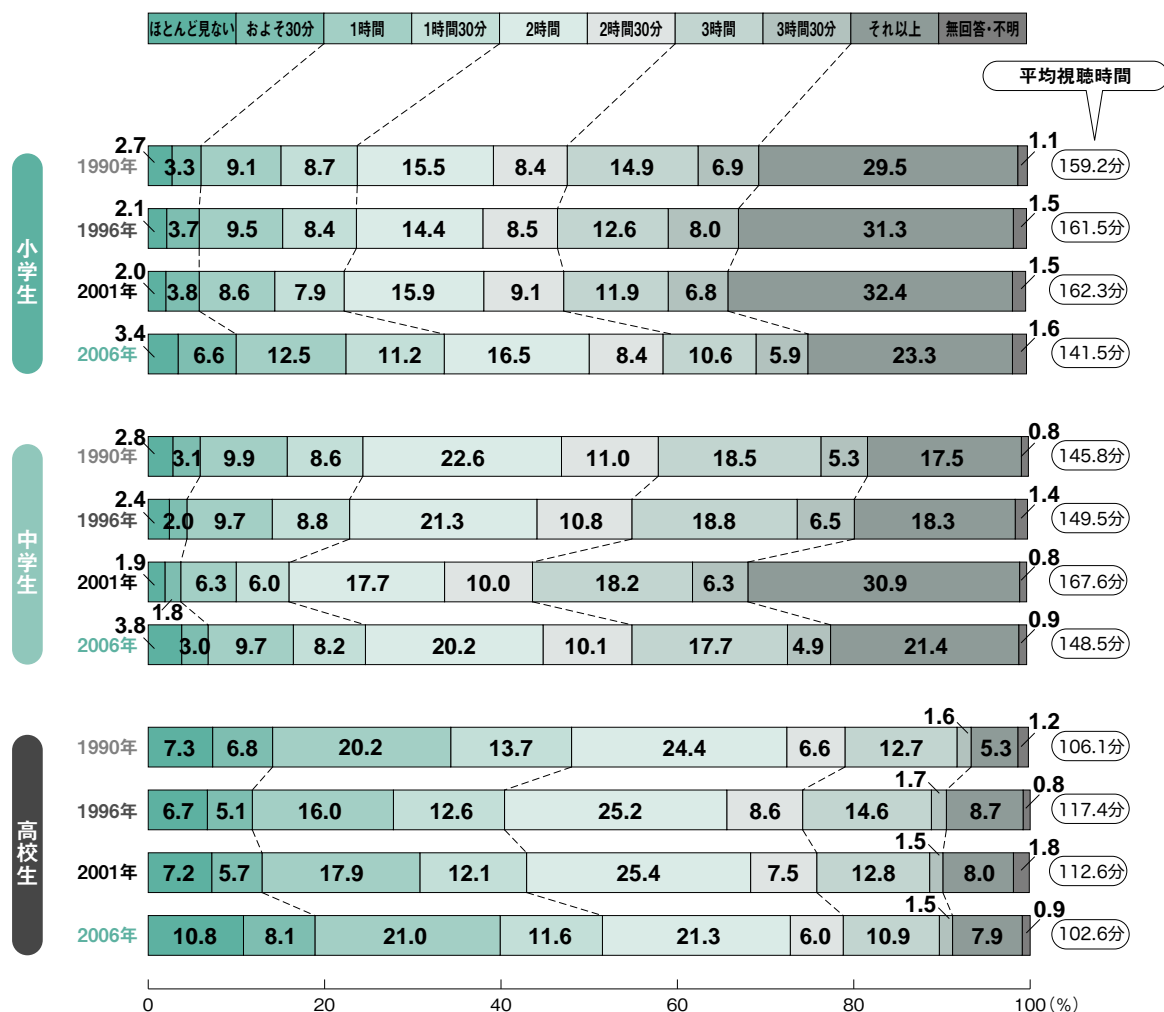 ほとんど見ない およそ30分 1時間 1時間30分 2時間 2時間30分 3時間 3時間30分 それ以上 無回答・不明
平均視聴時間
小学生
1990年 2.7 3.3 9.1 8.7 15.5 8.4 14.9 6.9 29.5 1.1 159.2分
1996年 2.1 3.7 9.5 8.4 14.4 8.5 12.6 8.0 31.3 1.5 161.5分
2001年 2.0 3.8 8.6 7.9 15.9 9.1 11.9 6.8 32.4 1.5 162.3分
2006年 3.4 6.6 12.5 11.2 16.5 8.4 10.6 5.9 23.3 1.6 141.5分
中学生
1990年 2.8 3.1 9.9 8.6 22.6 11.0 18.5 5.3 17.5 0.8 145.8分
1996年 2.4 2.0 9.7 8.8 21.3 10.8 18.8 6.5 18.3 1.4 149.5分
2001年 1.9 1.8 6.3 6.0 17.7 10.0 18.2 6.3 30.9 0.8 167.6分
2006年 3.8 3.0 9.7 8.2 20.2 10.1 17.7 4.9 21.4 0.9 148.5分
高校生
1990年 7.3 6.8 20.2 13.7 24.4 6.6 12.7 1.6 5.3 1.2 106.1分
1996年 6.7 5.1 16.0 12.6 25.2 8.6 14.6 1.7 8.7 0.8 117.4分
2001年 7.2 5.7 17.9 12.1 25.4 7.5 12.8 1.5 8.0 1.8 112.6分
2006年 10.8 8.1 21.0 11.6 21.3 6.0 10.9 1.5 7.9 0.9 102.6分
0 20 40 60 80 100(%)